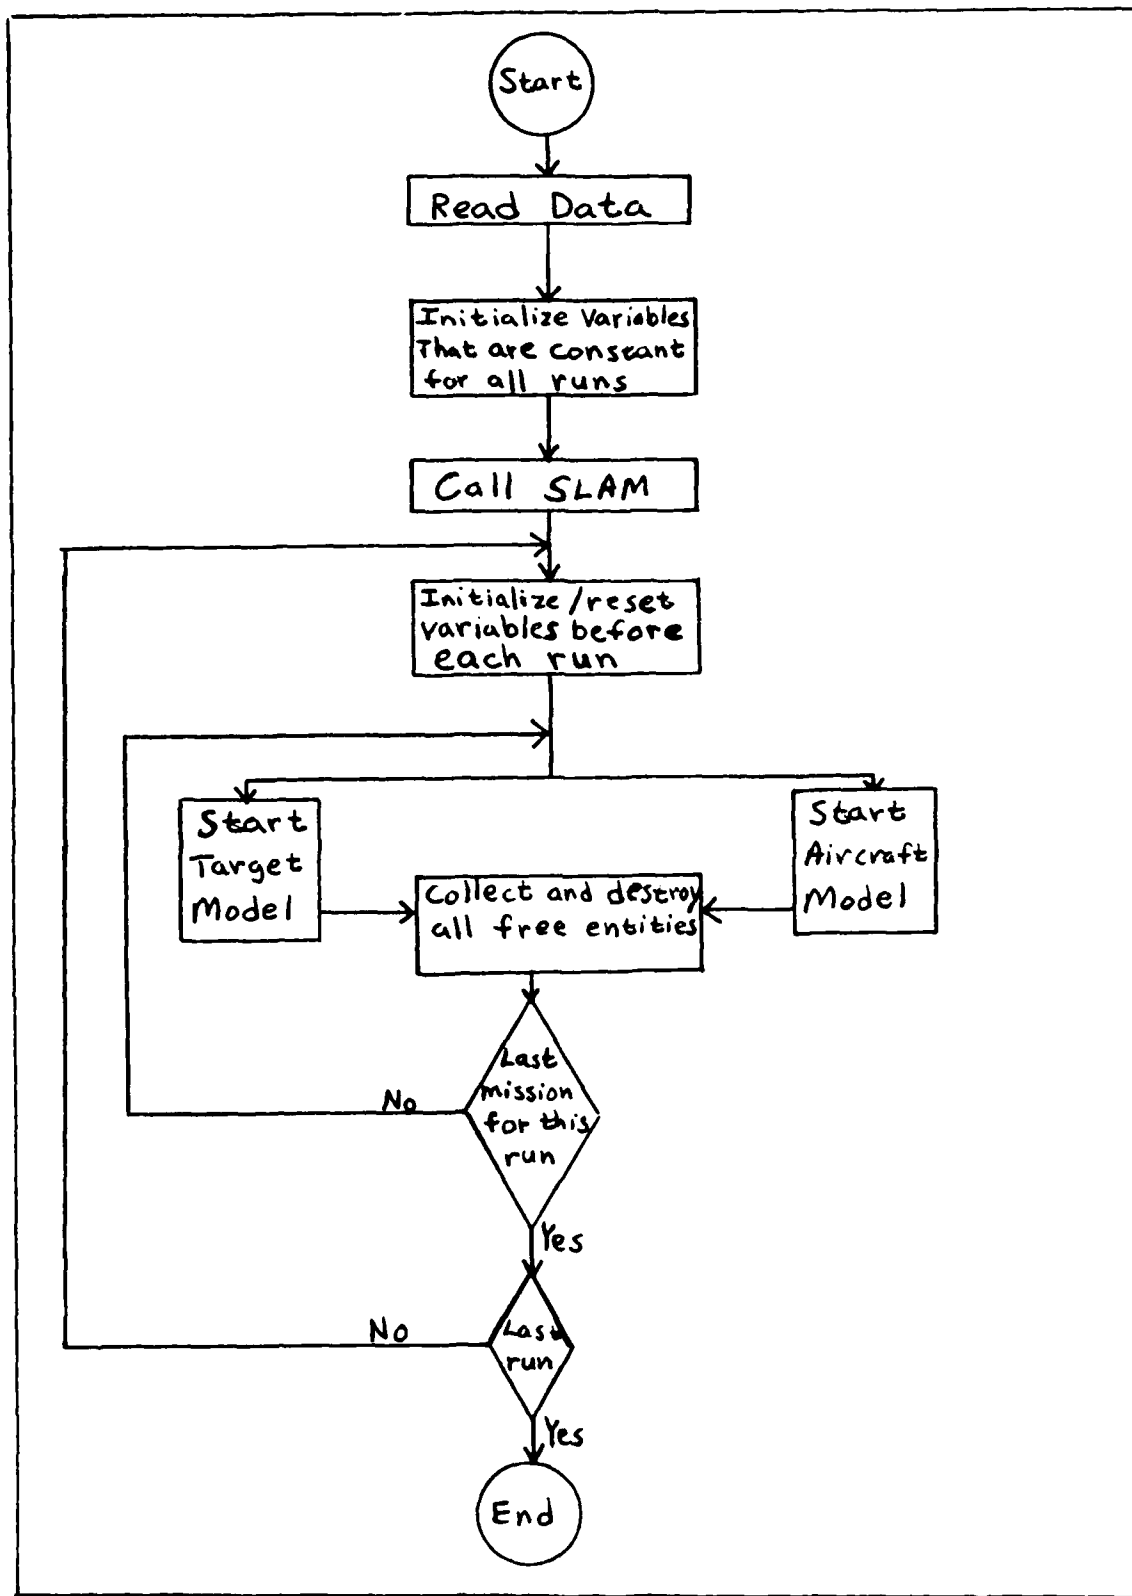 Start
Read Data
Initialize Variables
That are constant
for all runs
Call SLAM
Initialize/reset
variables before
each run
Start
Target
Model
Start
Aircraft
Model
Collect and destroy
all free entities
Last
mission
for this
run
No
Yes
Last
run
No
Yes
End